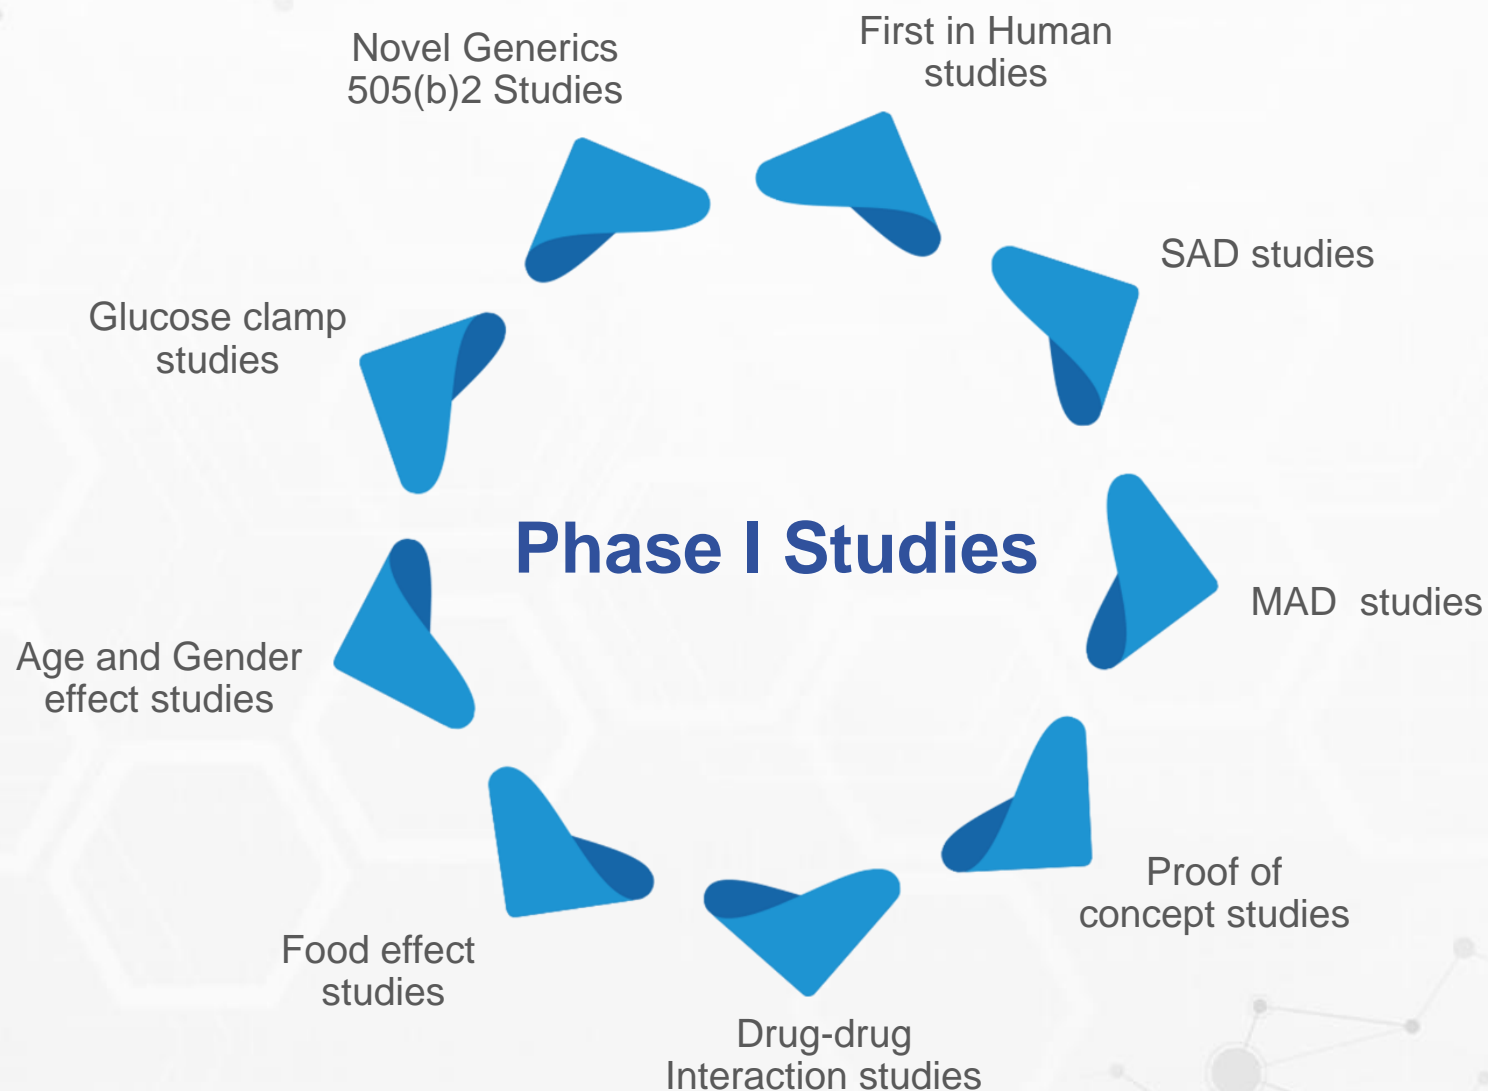 Novel Generics
505(b)2 Studies
First in Human
studies
SAD studies
Glucose clamp
studies
Phase I Studies
MAD studies
Age and Gender
effect studies
Proof of
concept studies
Food effect
studies
Drug-drug
Interaction studies